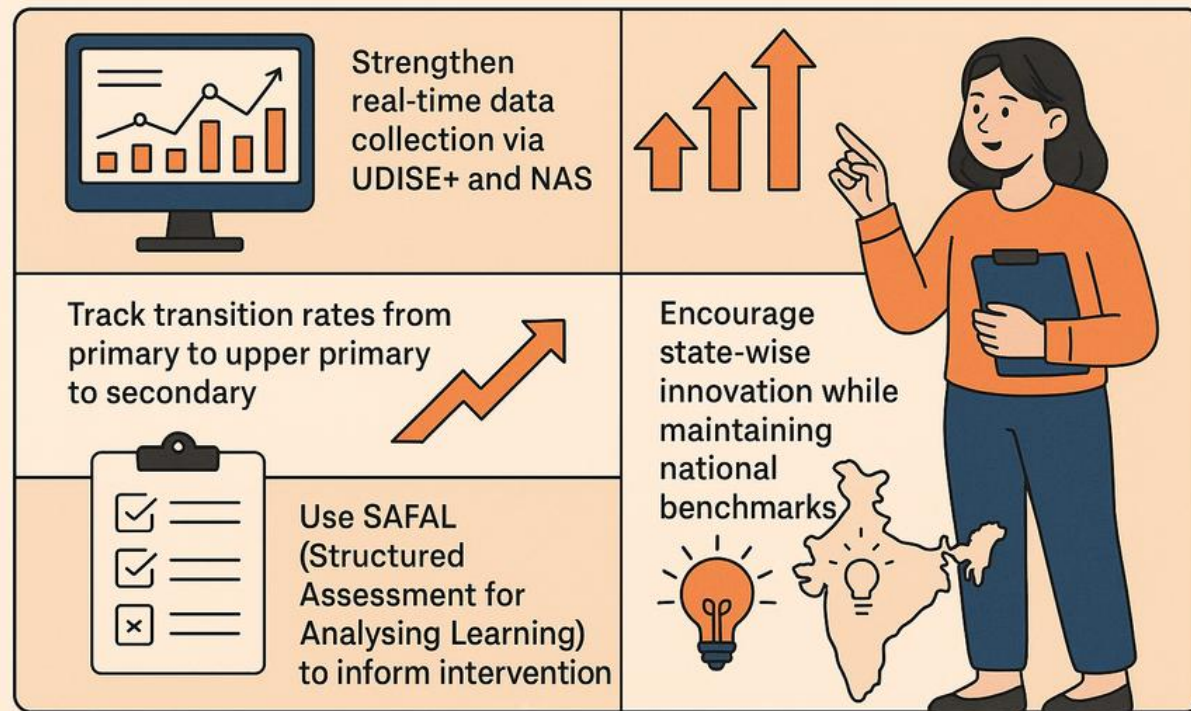 Strengthen
real-time data
collection via
UDISE+ and NAS
Track transition rates from
primary to upper primary
to secondary
Use SAFAL
(Structured
Assessment for
Analysing Learning)
to inform intervention
Encourage
state-wise
innovation while
maintaining
national
benchmarks